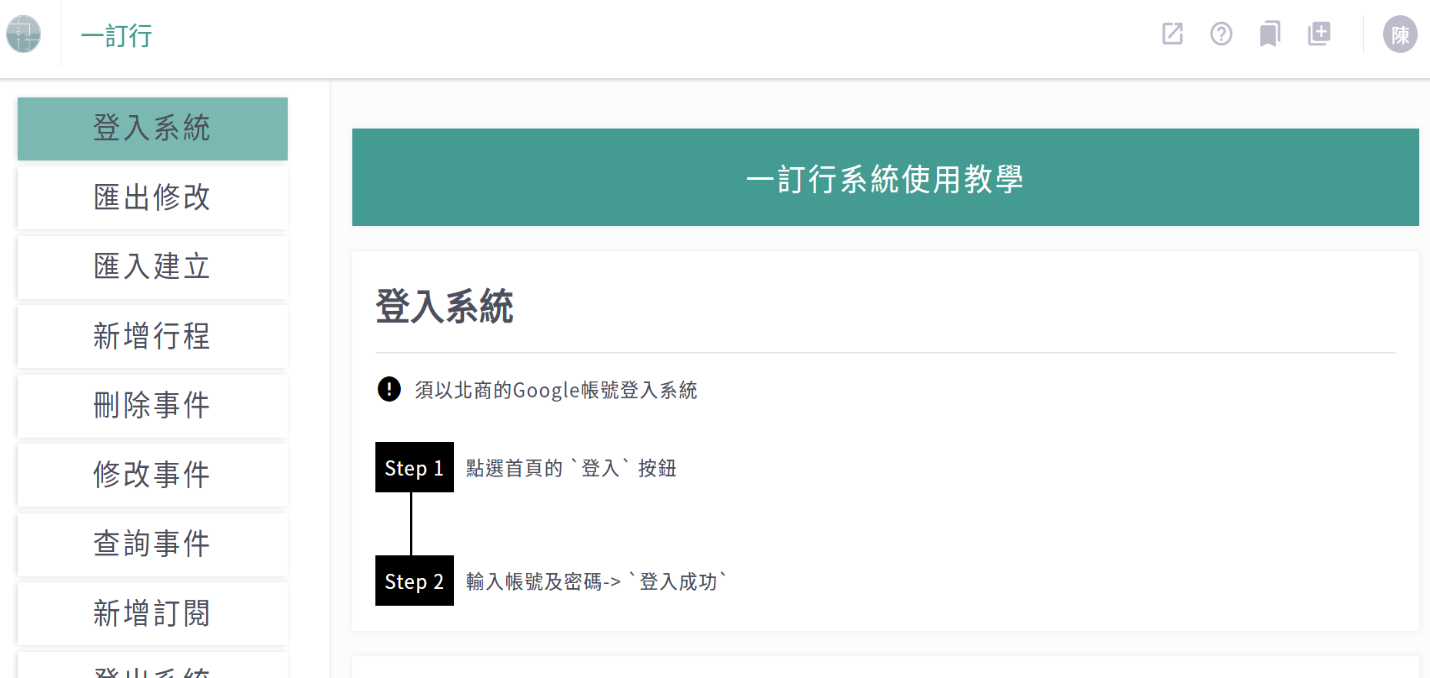 一訂行
陳
登入系統
匯出修改
匯入建立
新增行程
刪除事件
修改事件
查詢事件
新增訂閱
登出系統
一訂行系統使用教學
登入系統
須以北商的Google帳號登入系統
Step 1 點選首頁的 `登入` 按鈕
Step 2 輸入帳號及密碼-> `登入成功`